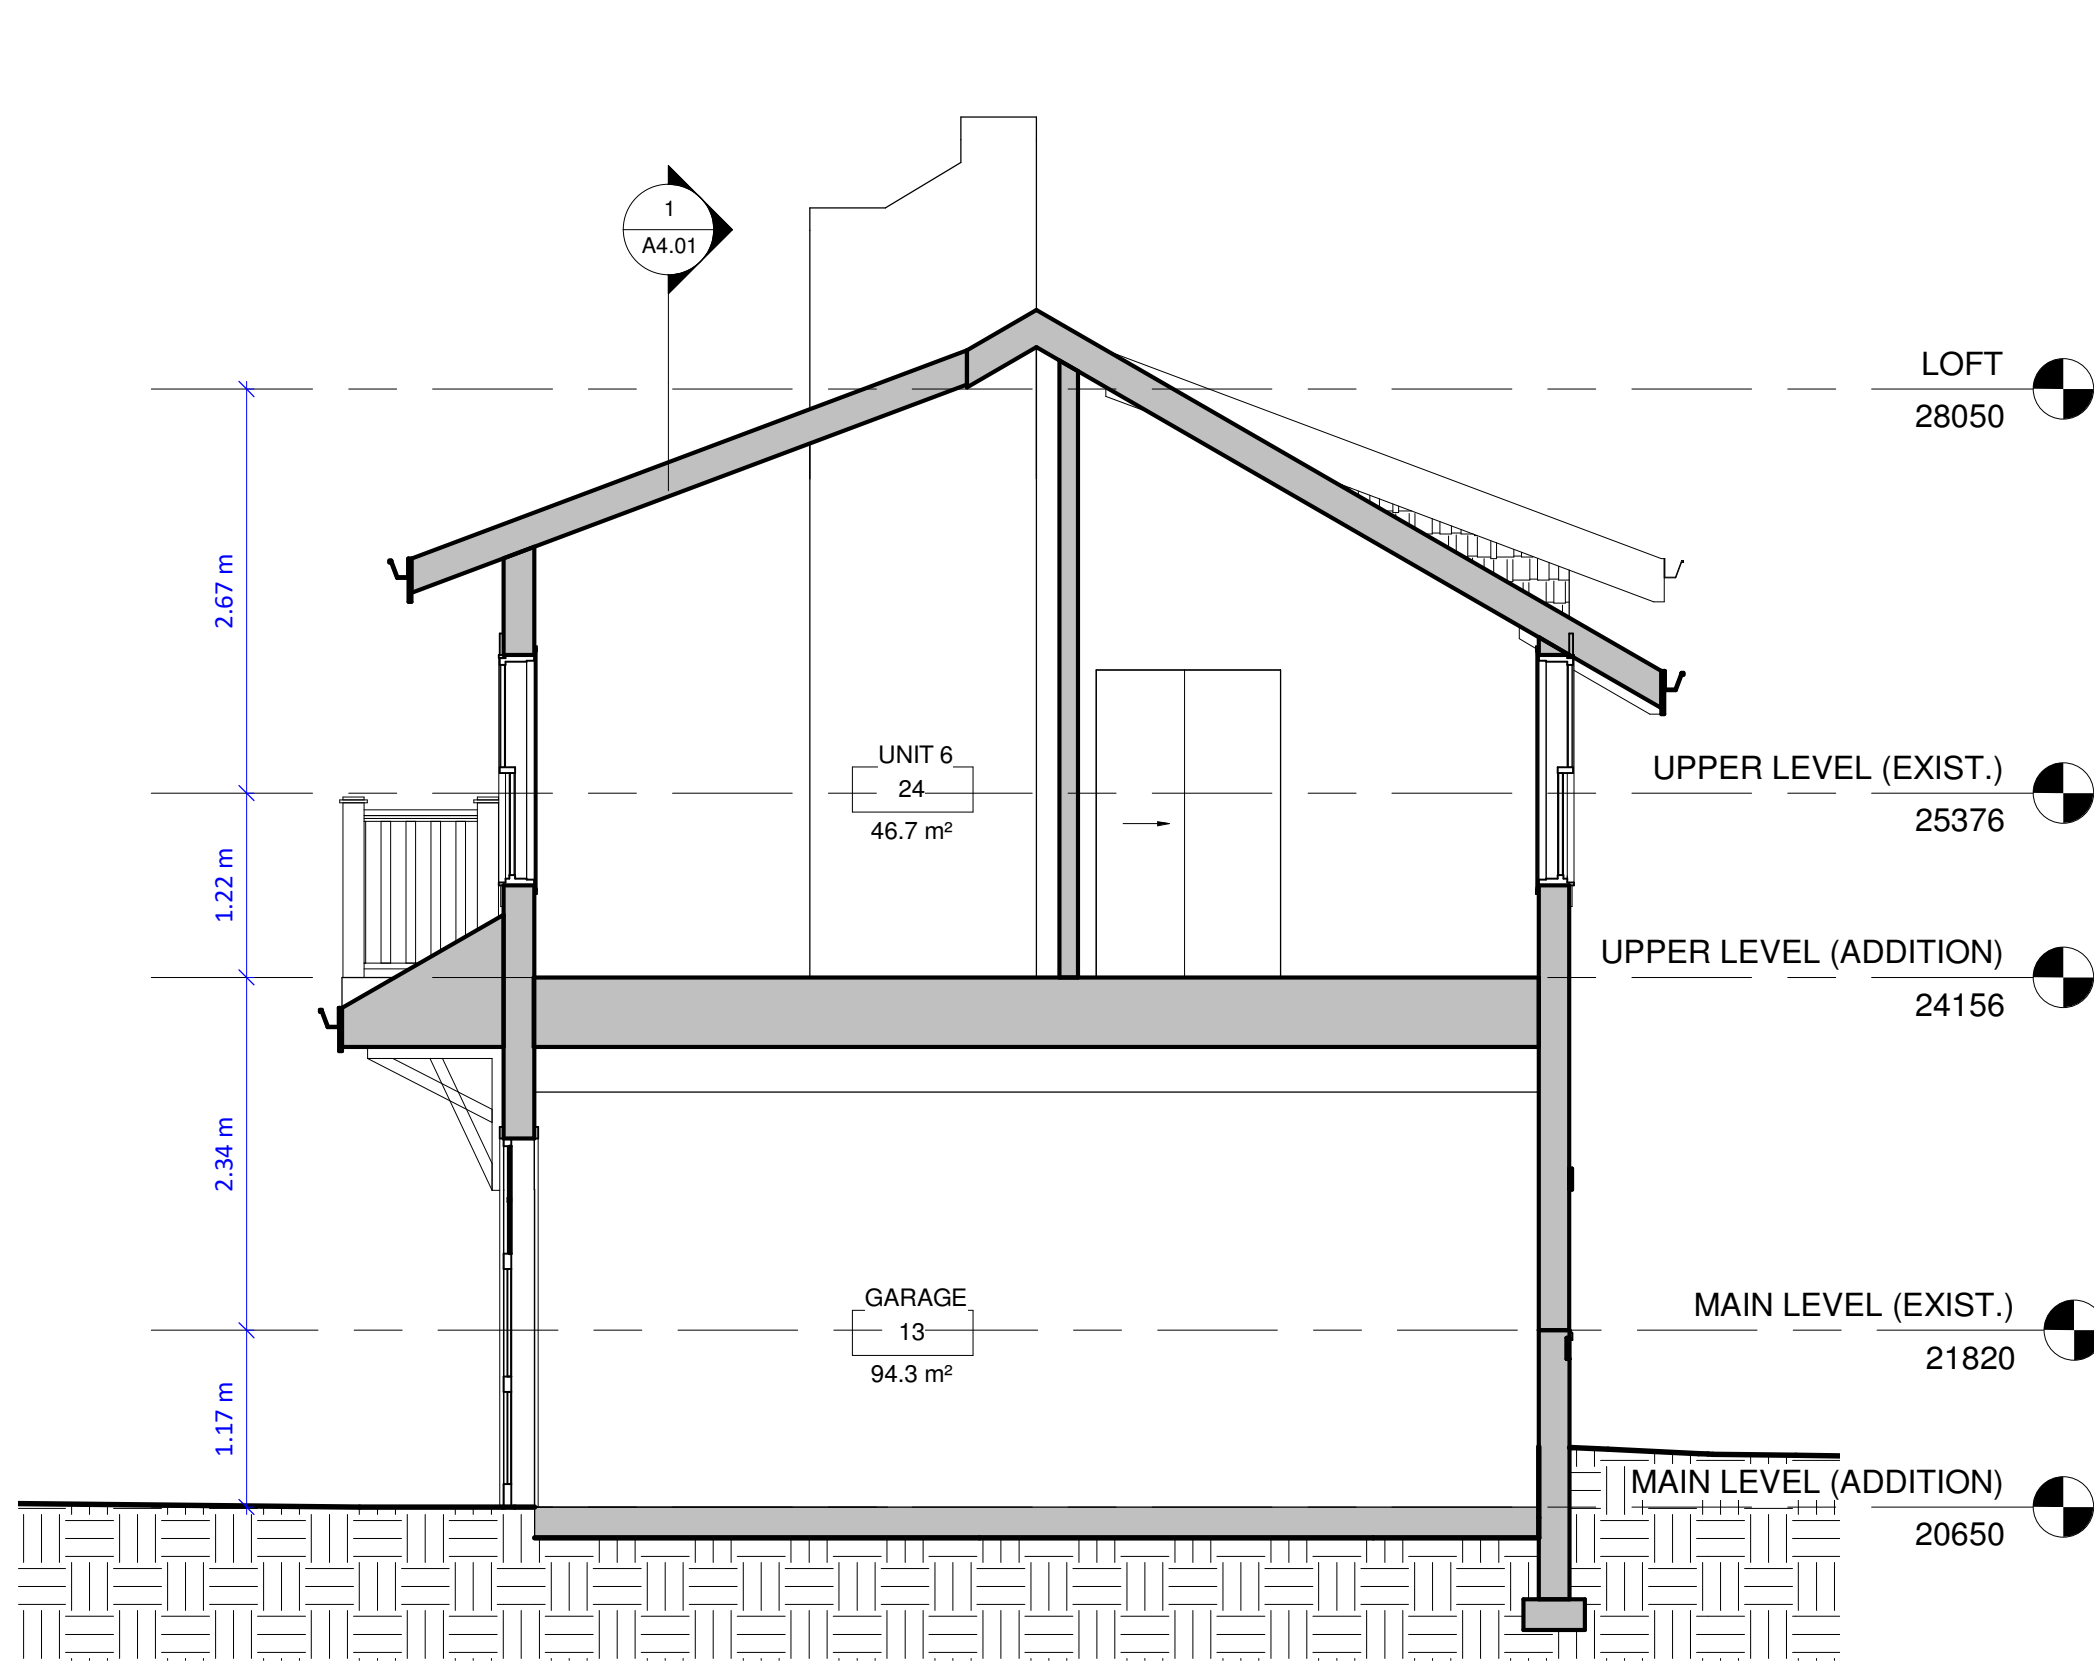 1
A4.01
LOFT
28050
2.67 m
UPPER LEVEL (EXIST.)
25376
UNIT 6
24
46.7 m²
1.22 m
UPPER LEVEL (ADDITION)
24156
2.34 m
MAIN LEVEL (EXIST.)
21820
GARAGE
13
94.3 m²
1.17 m
MAIN LEVEL (ADDITION)
20650